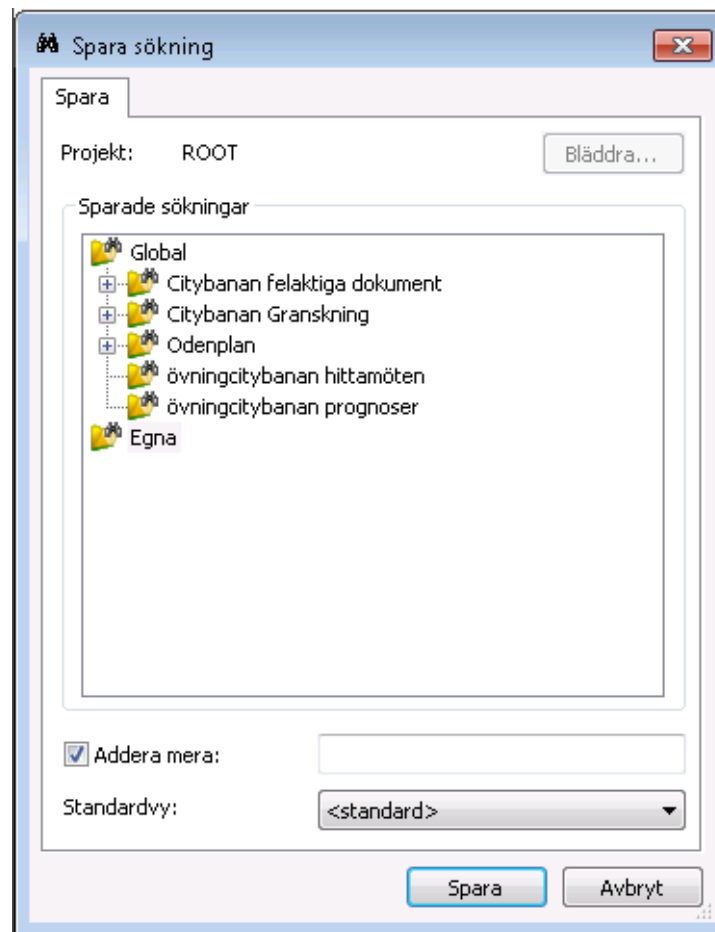 Spara sökning
Spara
Projekt: ROOT Bläddra...
Sparade sökningar
Global
Citybanan felaktiga dokument
Citybanan Granskning
Odenplan
övningcitybanan hittamöten
övningcitybanan prognoser
Egna
Addera mera:
Standardvy: <standard>
Spara Avbryt